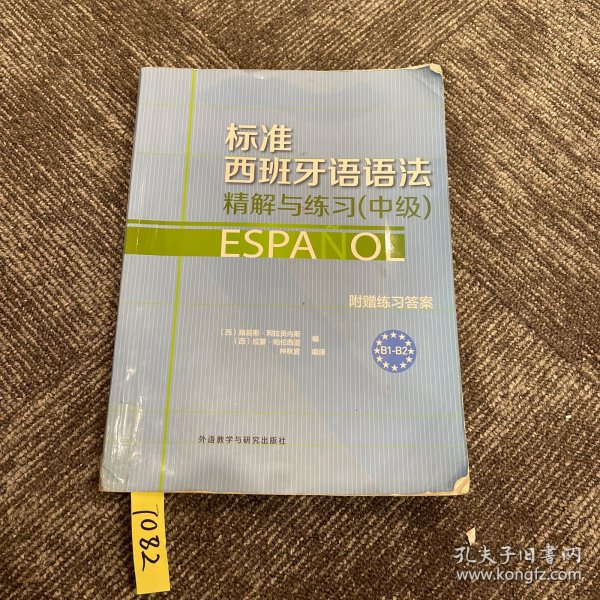 标准
西班牙语语法
精解与练习(中级)
ESPAÑOL
附赠练习答案
(西)路易斯·阿拉贡内斯
(西)拉蒙·帕伦西亚 编
仲秋宣 编译
B1-B2
外语教学与研究出版社
7082
孔夫子旧书网
www.kongfz.com